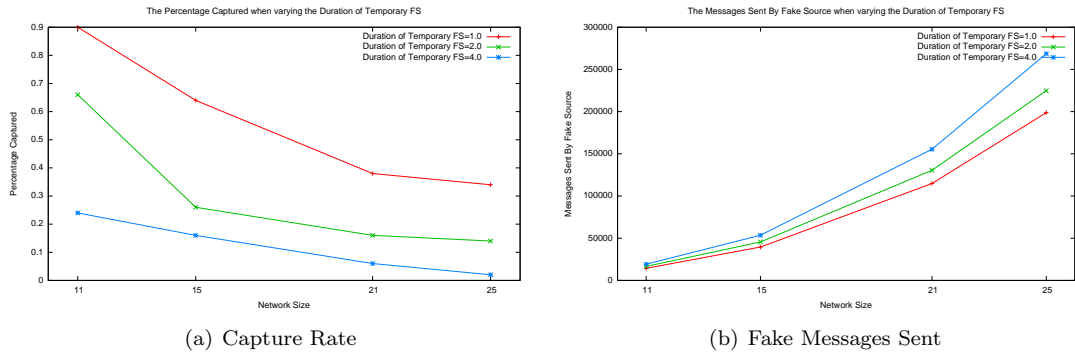 The Percentage Captured when varying the Duration of Temporary FS
0.9
0.8
0.7
0.6
0.5
0.4
0.3
0.2
0.1
0
Percentage Captured
Duration of Temporary FS=1.0
Duration of Temporary FS=2.0
Duration of Temporary FS=4.0
11
15
21
25
Network Size
(a) Capture Rate
The Messages Sent By Fake Source when varying the Duration of Temporary FS
300000
250000
200000
150000
100000
50000
0
Messages Sent By Fake Source
Duration of Temporary FS=1.0
Duration of Temporary FS=2.0
Duration of Temporary FS=4.0
11
15
21
25
Network Size
(b) Fake Messages Sent